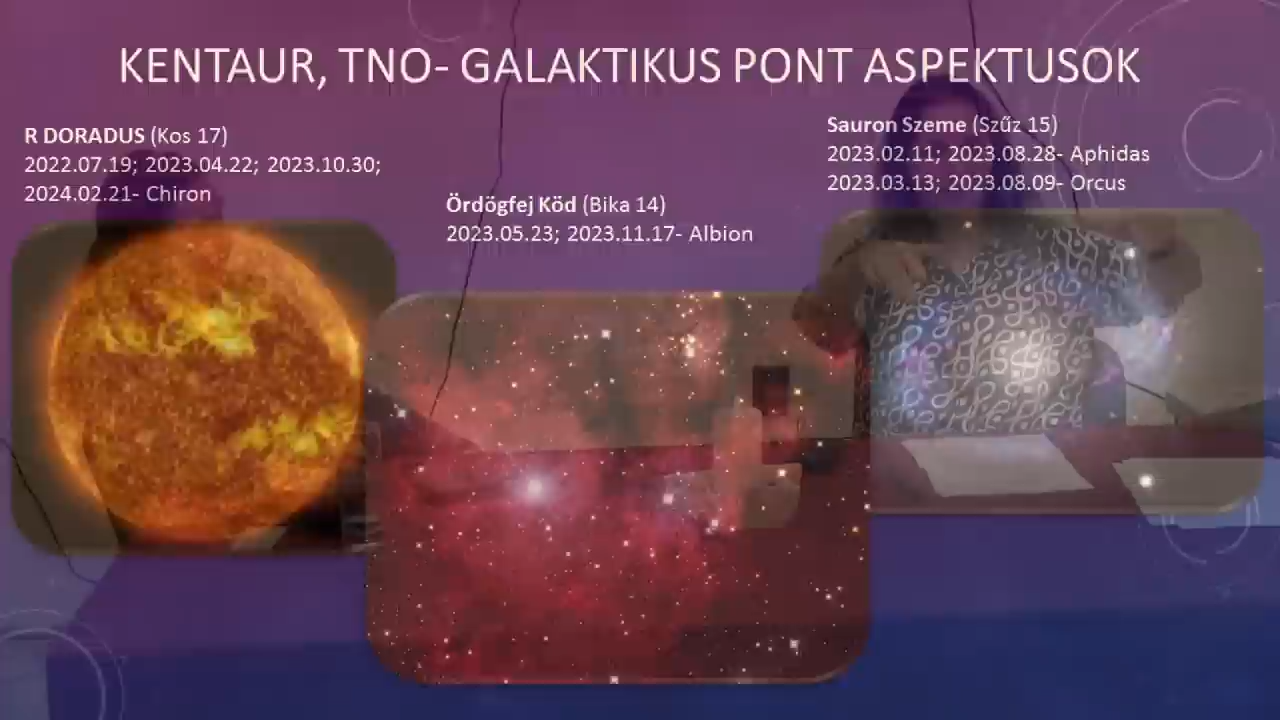 KENTAUR, TNO- GALAKTIKUS PONT ASPEKTUSOK
R DORADUS (Kos 17)
2022.07.19; 2023.04.22; 2023.10.30;
2024.02.21- Chiron
Ördögfej Köd (Bika 14)
2023.05.23; 2023.11.17- Albion
Sauron Szeme (Szűz 15)
2023.02.11; 2023.08.28- Aphidas
2023.03.13; 2023.08.09- Orcus